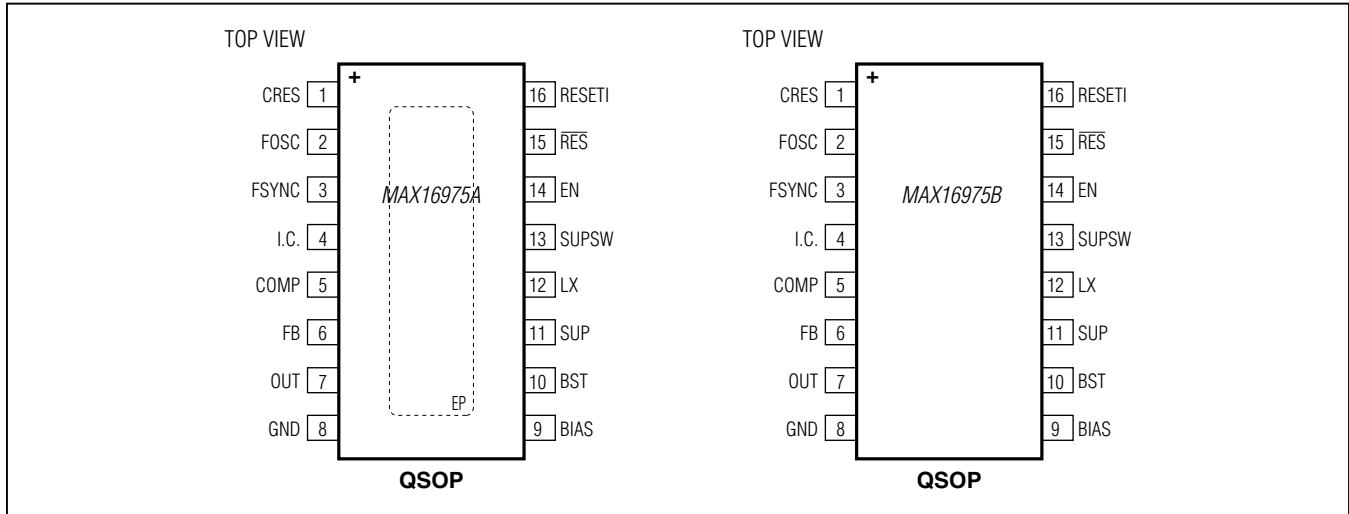 TOP VIEW
+
CRES 1
FOSC 2
FSYNC 3
I.C. 4
COMP 5
FB 6
OUT 7
GND 8
16 RESETI
15 R̅E̅S̅
14 EN
13 SUPSW
12 LX
11 SUP
10 BST
9 BIAS
MAX16975A
EP
QSOP
TOP VIEW
+
CRES 1
FOSC 2
FSYNC 3
I.C. 4
COMP 5
FB 6
OUT 7
GND 8
16 RESETI
15 R̅E̅S̅
14 EN
13 SUPSW
12 LX
11 SUP
10 BST
9 BIAS
MAX16975B
QSOP